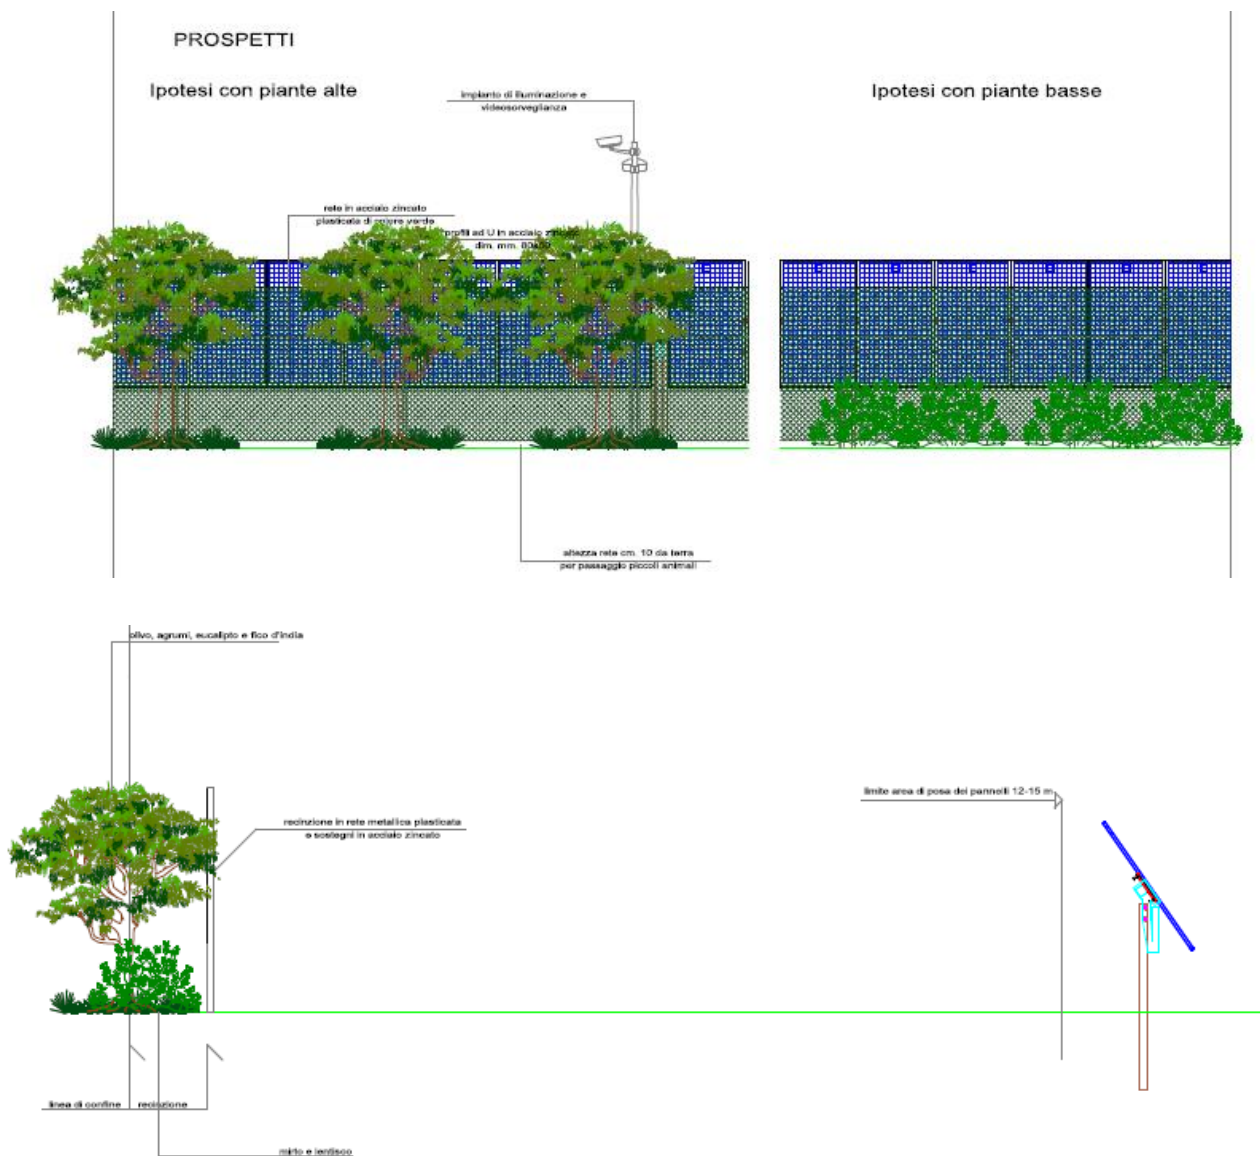 PROSPETTI
Ipotesi con piante alte
Ipotesi con piante basse
impianto di illuminazione e
videosorveglianza
rete in acciaio zincato
plastificata di colore verde
profili ad U in acciaio zincato
dim. mm.
altezza rete cm. 10 da terra
per passaggio piccoli animali
olivo, agrumi, eucalipto e fico d'india
limite area di posa dei pannelli 12-15 m
recinzione in rete metallica plastificata
e sostegni in acciaio zincato
linea di confine
recinzione
mirto e lentisco